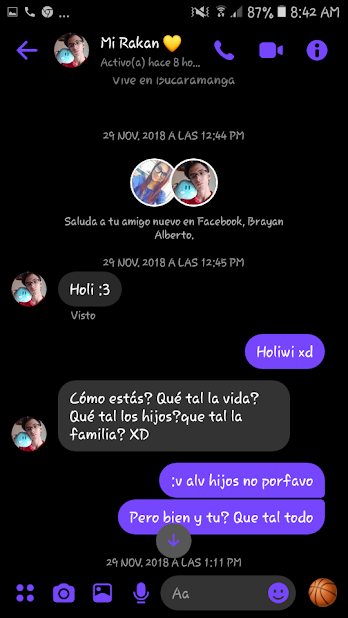 87% 8:42 AM
Mi Rakan 💛
Activo(a) hace 8 ho...
Vive en Bucaramanga
29 NOV. 2018 A LAS 12:44 PM
Saluda a tu amigo nuevo en Facebook, Brayan
Alberto.
29 NOV. 2018 A LAS 12:45 PM
Holi :3
Visto
Holiwi xd
Cómo estás? Qué tal la vida?
Qué tal los hijos?que tal la
familia? XD
:v alv hijos no porfavo
Pero bien y tu? Que tal todo
29 NOV. 2018 A LAS 1:11 PM
Aa